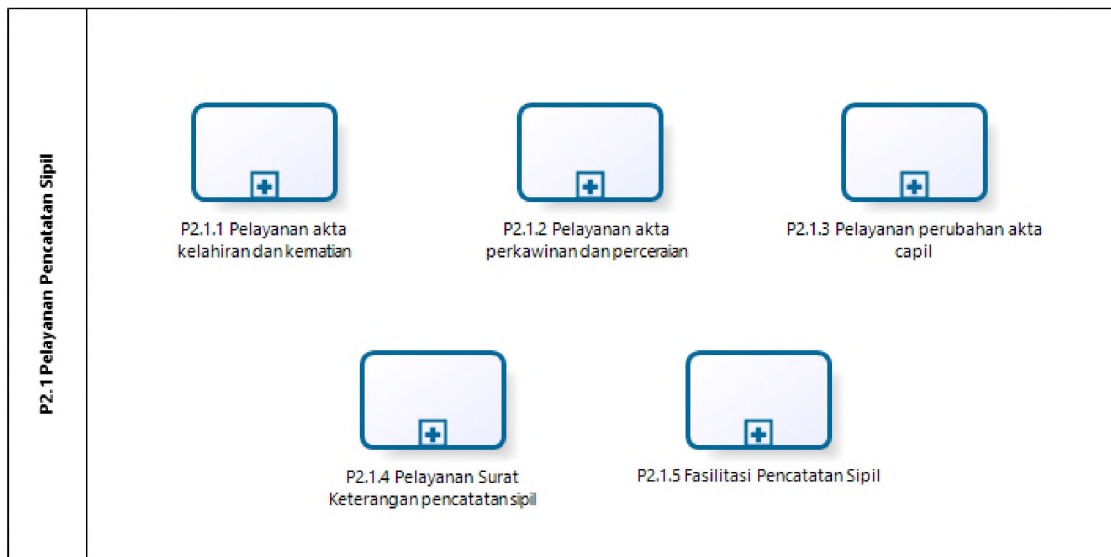 P2.1 Pelayanan Pencatatan Sipil
P2.1.1 Pelayanan akta
kelahiran dan kematian
P2.1.2 Pelayanan akta
perkawinan dan perceraian
P2.1.3 Pelayanan perubahan akta
capil
P2.1.4 Pelayanan Surat
Keterangan pencatatan sipil
P2.1.5 Fasilitasi Pencatatan Sipil